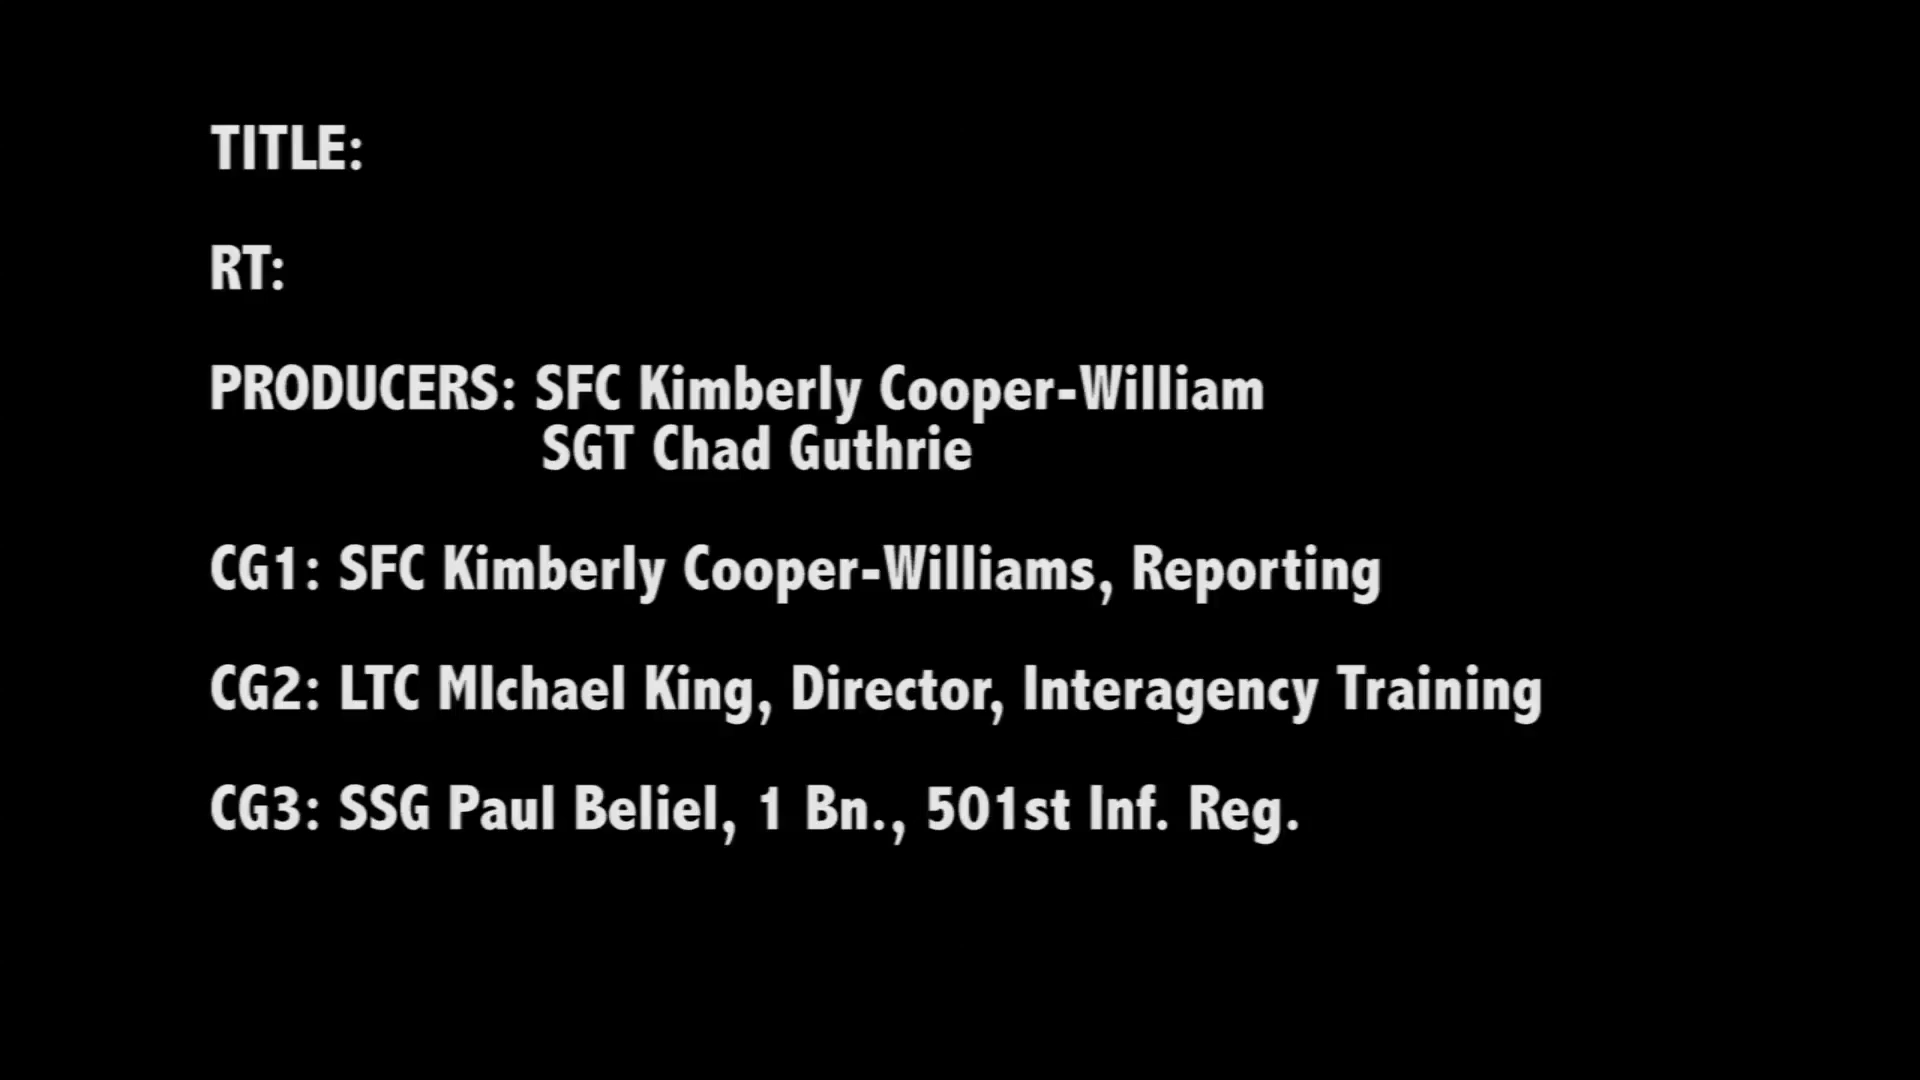 TITLE:
RT:
PRODUCERS: SFC Kimberly Cooper-William
SGT Chad Guthrie
CG1: SFC Kimberly Cooper-Williams, Reporting
CG2: LTC MIchael King, Director, Interagency Training
CG3: SSG Paul Beliel, 1 Bn., 501st Inf. Reg.